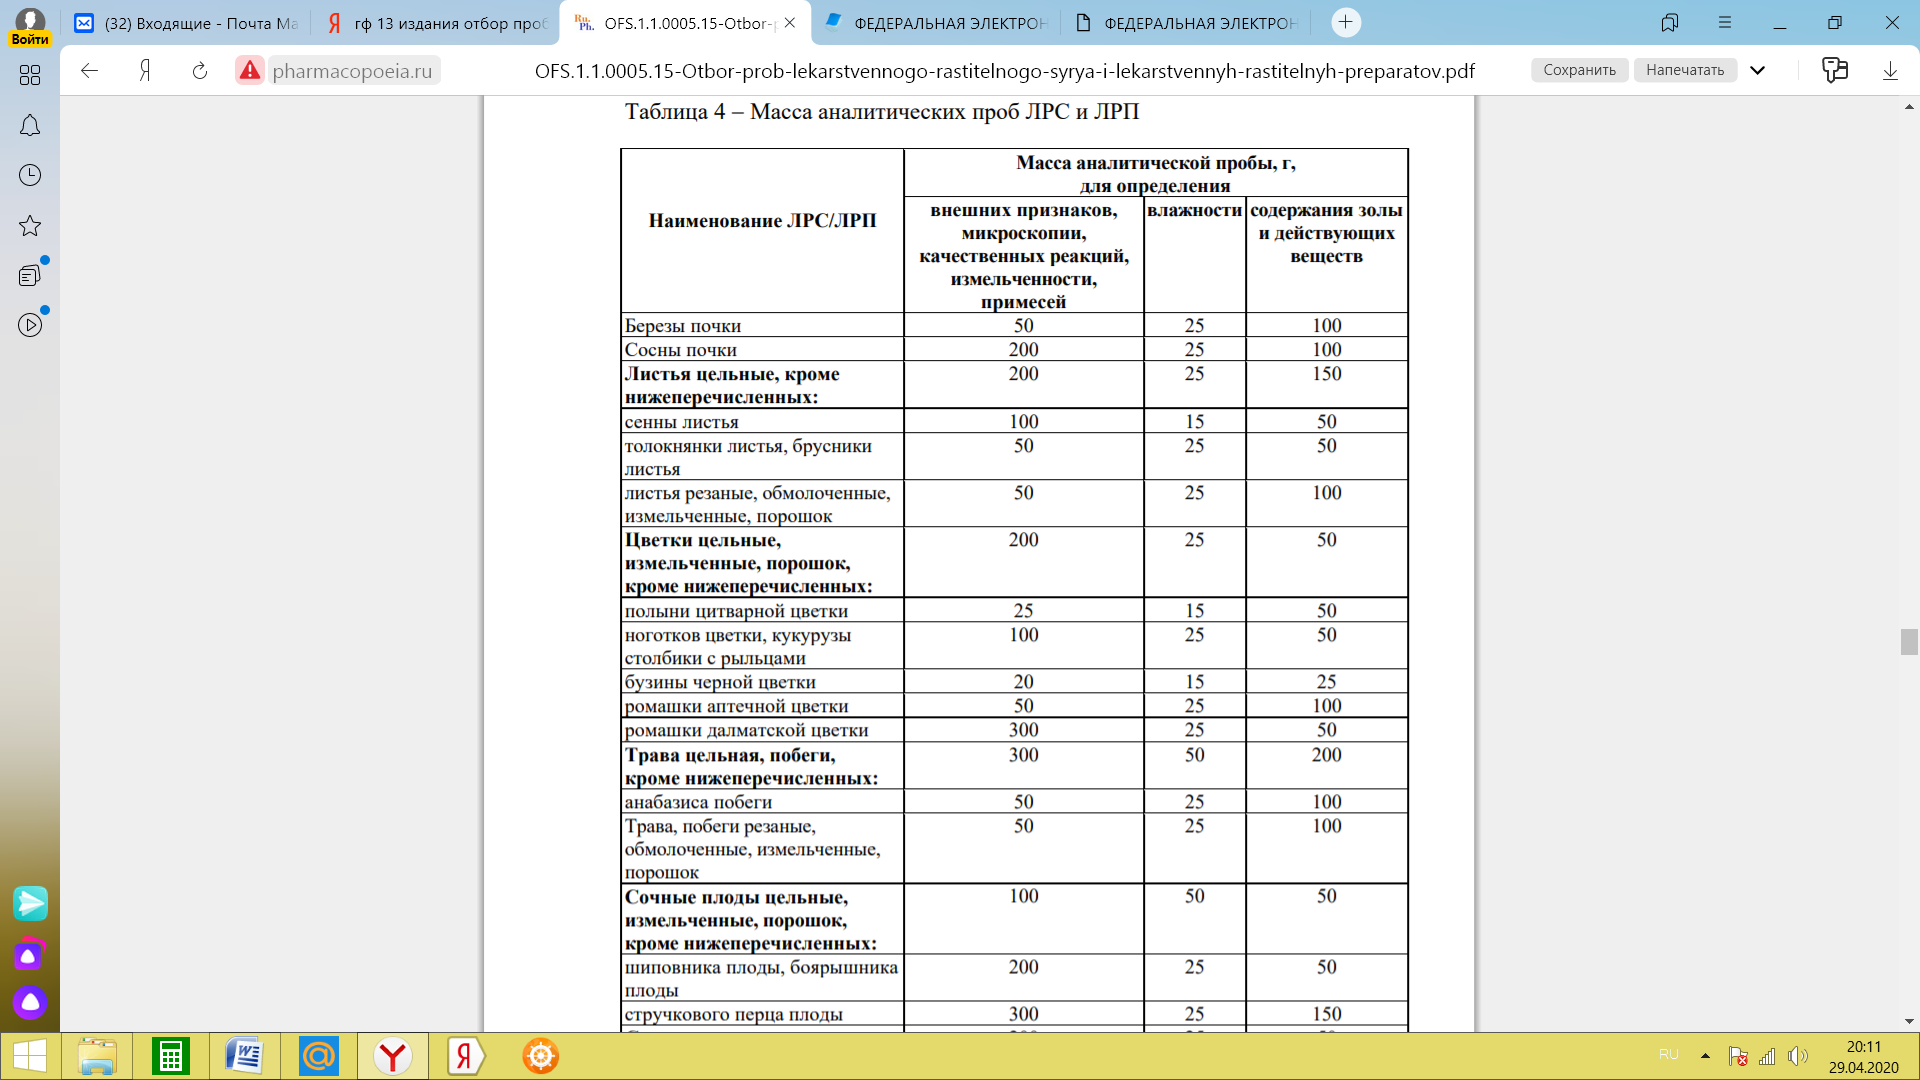 (32) Входящие - Почта Ma
гф 13 издания отбор проб
OFS.1.1.0005.15-Otbor-p
ФЕДЕРАЛЬНАЯ ЭЛЕКТРОН
ФЕДЕРАЛЬНАЯ ЭЛЕКТРОН
Войти
pharmacopoeia.ru
OFS.1.1.0005.15-Otbor-prob-lekarstvennogo-rastitelnogo-syrya-i-lekarstvennyh-rastitelnyh-preparatov.pdf
Сохранить
Напечатать
Таблица 4 – Масса аналитических проб ЛРС и ЛРП
Наименование ЛРС/ЛРП
Масса аналитической пробы, г,
для определения
внешних признаков,
микроскопии,
качественных реакций,
измельченности,
примесей
влажности
содержания золы
и действующих
веществ
Березы почки 50 25 100
Сосны почки 200 25 100
Листья цельные, кроме 200 25 150
нижеперечисленных:
сенны листья 100 15 50
толокнянки листья, брусники 50 25 50
листья
листья резаные, обмолоченные, 50 25 100
измельченные, порошок
Цветки цельные, 200 25 50
измельченные, порошок,
кроме нижеперечисленных:
полыни цитварной цветки 25 15 50
ноготков цветки, кукурузы 100 25 50
столбики с рыльцами
бузины черной цветки 20 15 25
ромашки аптечной цветки 50 25 100
ромашки далматской цветки 300 25 50
Трава цельная, побеги, 300 50 200
кроме нижеперечисленных:
анабазиса побеги 50 25 100
Трава, побеги резаные, 50 25 100
обмолоченные, измельченные,
порошок
Сочные плоды цельные, 100 50 50
измельченные, порошок,
кроме нижеперечисленных:
шиповника плоды, боярышника 200 25 50
плоды
стручкового перца плоды 300 25 150
RU
20:11
29.04.2020